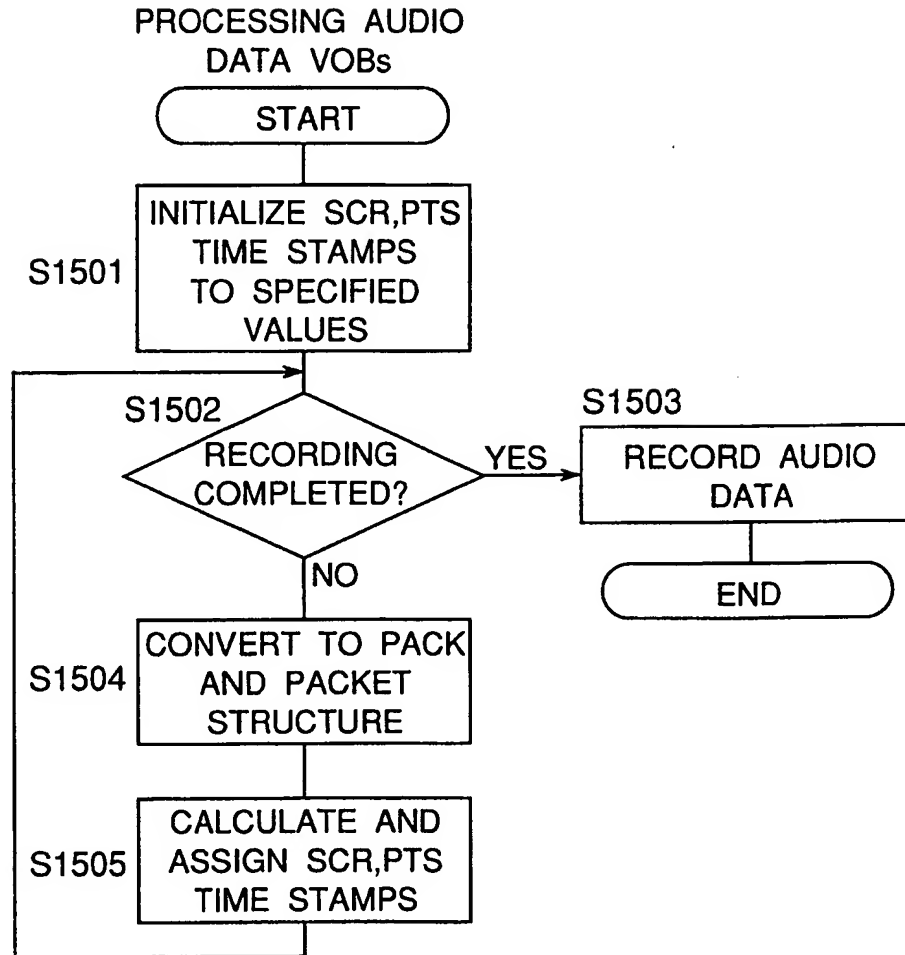 PROCESSING AUDIO
DATA VOBs
START
S1501
INITIALIZE SCR,PTS
TIME STAMPS
TO SPECIFIED
VALUES
S1502
RECORDING
COMPLETED?
YES
S1503
RECORD AUDIO
DATA
END
NO
S1504
CONVERT TO PACK
AND PACKET
STRUCTURE
S1505
CALCULATE AND
ASSIGN SCR,PTS
TIME STAMPS